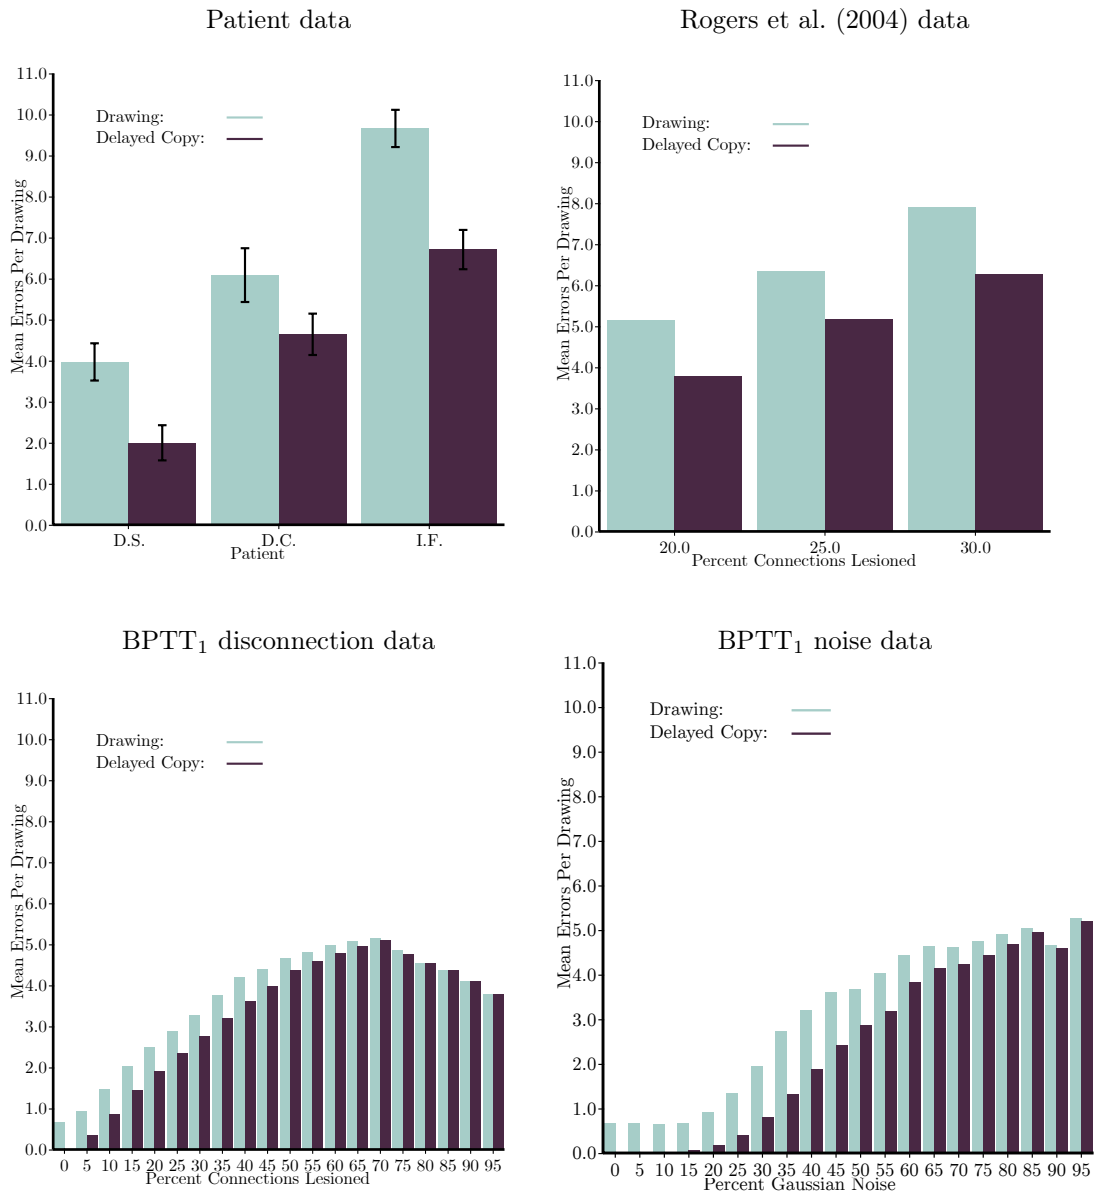 Patient data
11.0
10.0
9.0
8.0
7.0
6.0
5.0
4.0
3.0
2.0
1.0
0.0
Mean Errors Per Drawing
Drawing:
Delayed Copy:
D.S. D.C. I.F.
Patient
Rogers et al. (2004) data
11.0
10.0
9.0
8.0
7.0
6.0
5.0
4.0
3.0
2.0
1.0
0.0
Mean Errors Per Drawing
Drawing:
Delayed Copy:
20.0 25.0 30.0
Percent Connections Lesioned
BPTT₁ disconnection data
11.0
10.0
9.0
8.0
7.0
6.0
5.0
4.0
3.0
2.0
1.0
0.0
Mean Errors Per Drawing
Drawing:
Delayed Copy:
0 5 10 15 20 25 30 35 40 45 50 55 60 65 70 75 80 85 90 95
Percent Connections Lesioned
BPTT₁ noise data
11.0
10.0
9.0
8.0
7.0
6.0
5.0
4.0
3.0
2.0
1.0
0.0
Mean Errors Per Drawing
Drawing:
Delayed Copy:
0 5 10 15 20 25 30 35 40 45 50 55 60 65 70 75 80 85 90 95
Percent Gaussian Noise